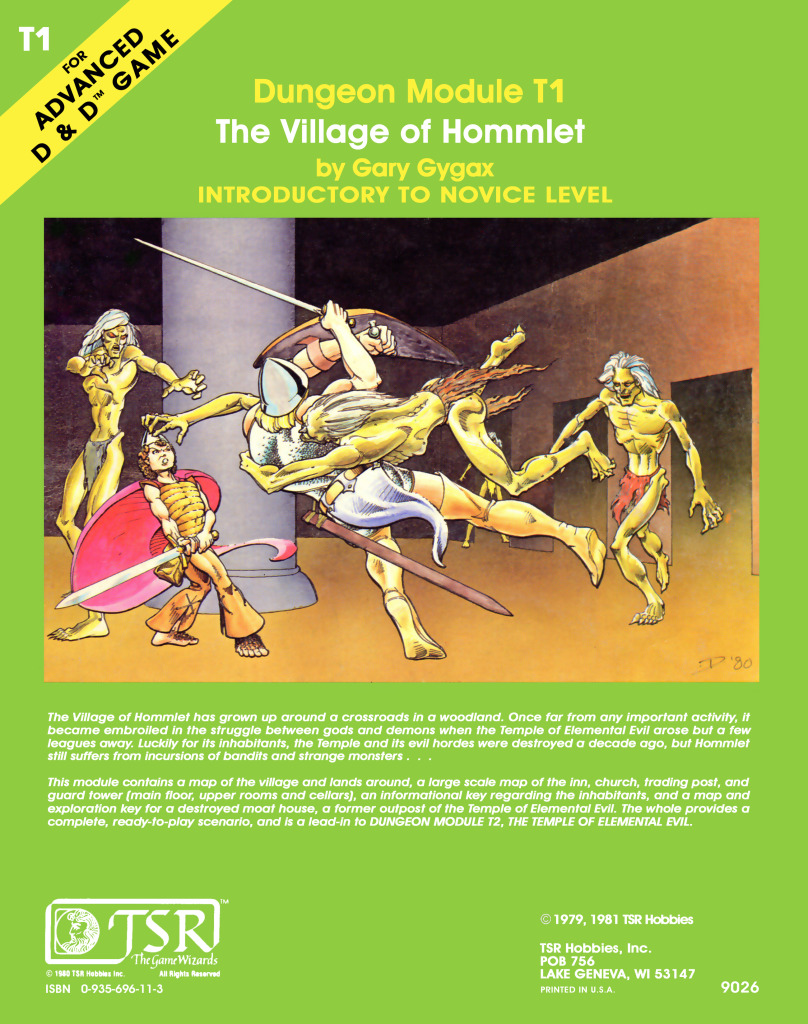 T1
FOR
ADVANCED
D & D™ GAME
Dungeon Module T1
The Village of Hommlet
by Gary Gygax
INTRODUCTORY TO NOVICE LEVEL
'80
The Village of Hommlet has grown up around a crossroads in a woodland. Once far from any important activity, it
became embroiled in the struggle between gods and demons when the Temple of Elemental Evil arose but a few
leagues away. Luckily for its inhabitants, the Temple and its evil hordes were destroyed a decade ago, but Hommlet
still suffers from incursions of bandits and strange monsters . . .
This module contains a map of the village and lands around, a large scale map of the inn, church, trading post, and
guard tower (main floor, upper rooms and cellars), an informational key regarding the inhabitants, and a map and
exploration key for a destroyed moat house, a former outpost of the Temple of Elemental Evil. The whole provides a
complete, ready-to-play scenario, and is a lead-in to DUNGEON MODULE T2, THE TEMPLE OF ELEMENTAL EVIL.
TSR™
The Game Wizards
© 1980 TSR Hobbies Inc. All Rights Reserved
ISBN 0-935-696-11-3
© 1979, 1981 TSR Hobbies
TSR Hobbies, Inc.
POB 756
LAKE GENEVA, WI 53147
PRINTED IN U.S.A.
9026